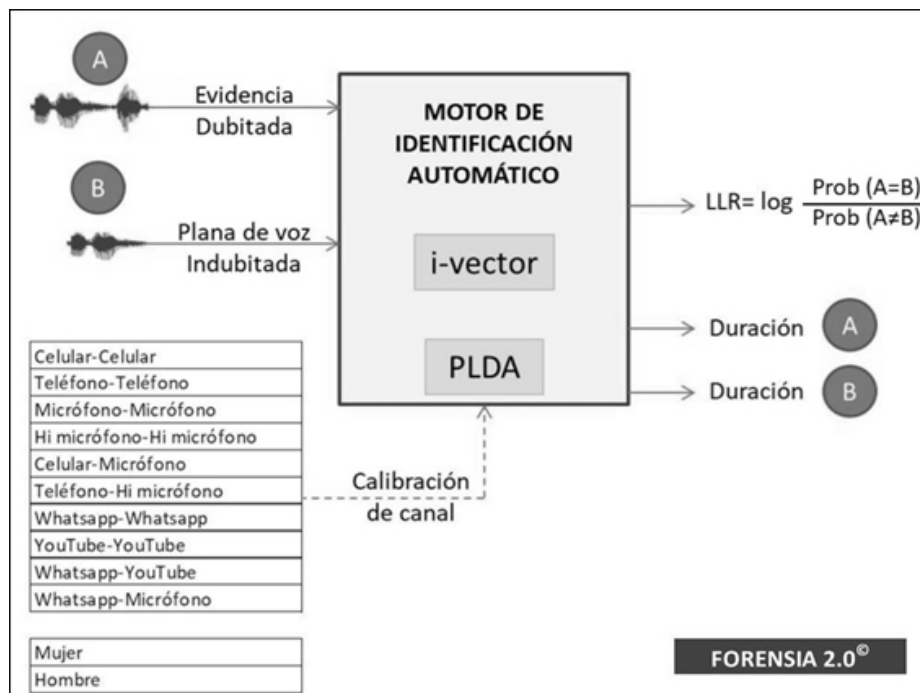 A
Evidencia
Dubitada
B
Plana de voz
Indubitada
MOTOR DE
IDENTIFICACIÓN
AUTOMÁTICO
i-vector
PLDA
LLR= log Prob (A=B)
Prob (A≠B)
Duración A
Duración B
Celular-Celular
Teléfono-Teléfono
Micrófono-Micrófono
Hi micrófono-Hi micrófono
Celular-Micrófono
Teléfono-Hi micrófono
Whatsapp-Whatsapp
YouTube-YouTube
Whatsapp-YouTube
Whatsapp-Micrófono
Calibración
de canal
Mujer
Hombre
FORENSIA 2.0©